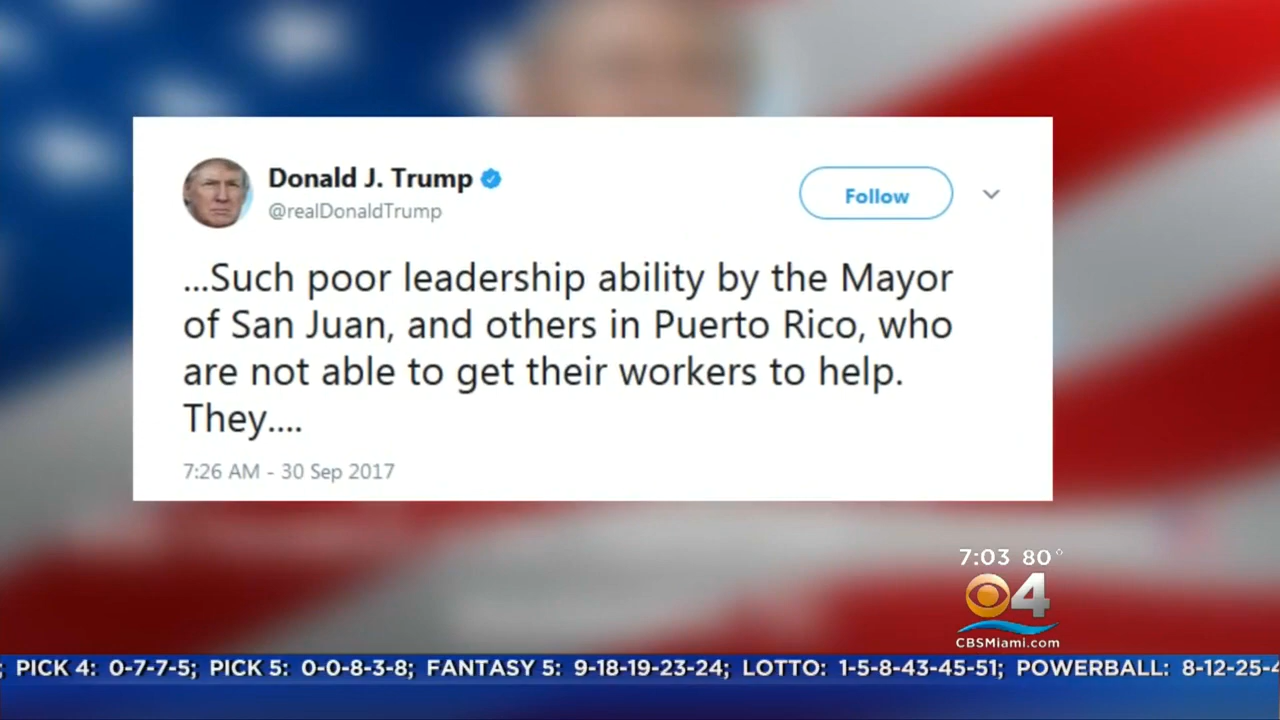 Donald J. Trump
@realDonaldTrump
Follow
...Such poor leadership ability by the Mayor
of San Juan, and others in Puerto Rico, who
are not able to get their workers to help.
They....
7:26 AM - 30 Sep 2017
7:03 80°
4
CBSMiami.com
; PICK 4: 0-7-7-5; PICK 5: 0-0-8-3-8; FANTASY 5: 9-18-19-23-24; LOTTO: 1-5-8-43-45-51; POWERBALL: 8-12-25-4